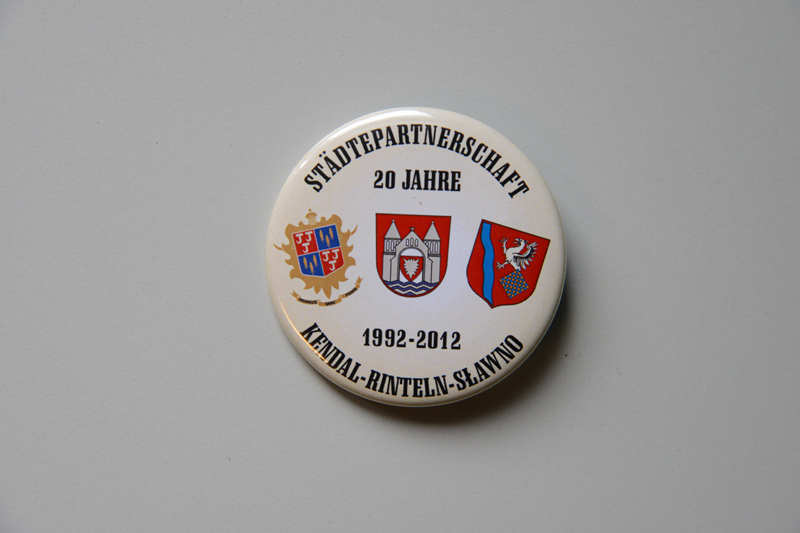 STÄDTEPARTNERSCHAFT
20 JAHRE
1992-2012
KENDAL-RINTELN-SŁAWNO